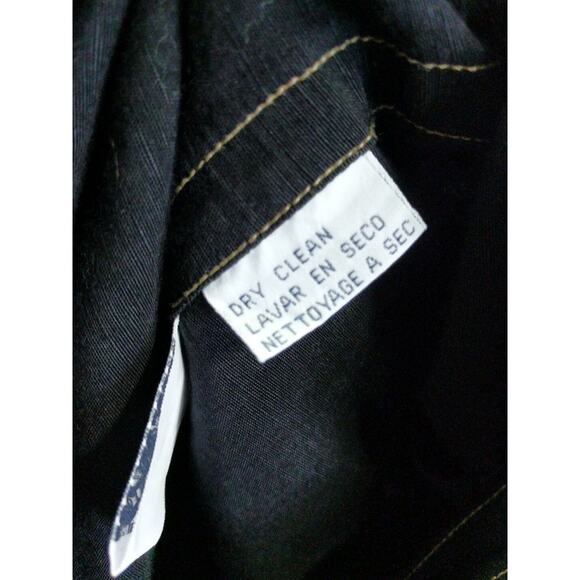 DRY CLEAN
LAVAR EN SECO
NETTOYAGE A SEC